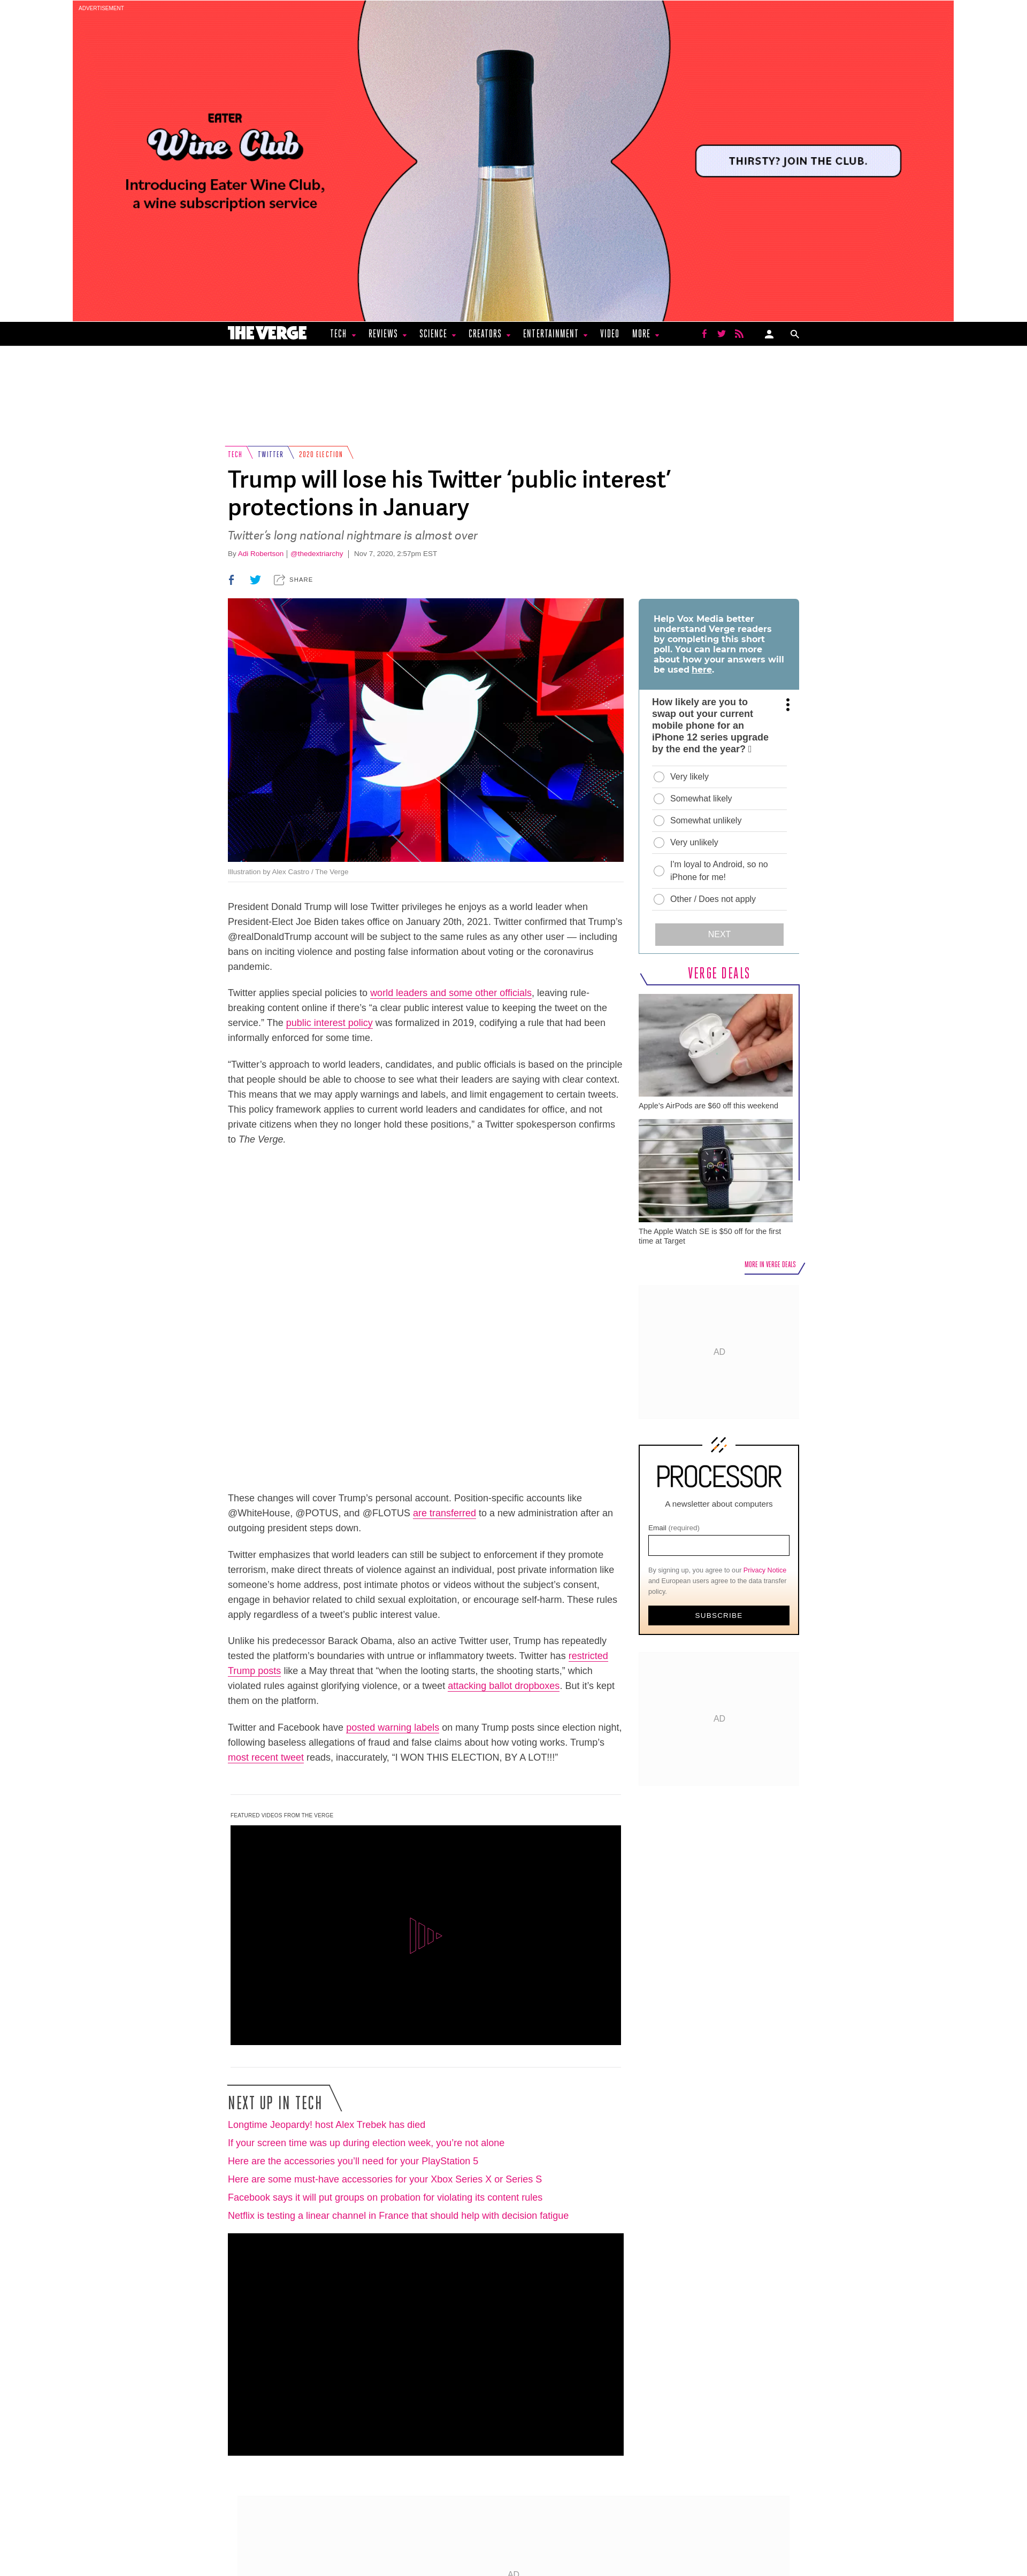 ADVERTISEMENT
EATER
Wine Club
Introducing Eater Wine Club,
a wine subscription service
THIRSTY? JOIN THE CLUB.
THE VERGE
TECH
REVIEWS
SCIENCE
CREATORS
ENTERTAINMENT
VIDEO
MORE
TECH
TWITTER
2020 ELECTION
Trump will lose his Twitter ‘public interest’
protections in January
Twitter’s long national nightmare is almost over
By Adi Robertson | @thedextriarchy | Nov 7, 2020, 2:57pm EST
SHARE
Illustration by Alex Castro / The Verge
President Donald Trump will lose Twitter privileges he enjoys as a world leader when
President-Elect Joe Biden takes office on January 20th, 2021. Twitter confirmed that Trump’s
@realDonaldTrump account will be subject to the same rules as any other user — including
bans on inciting violence and posting false information about voting or the coronavirus
pandemic.
Twitter applies special policies to world leaders and some other officials, leaving rule-
breaking content online if there’s “a clear public interest value to keeping the tweet on the
service.” The public interest policy was formalized in 2019, codifying a rule that had been
informally enforced for some time.
“Twitter’s approach to world leaders, candidates, and public officials is based on the principle
that people should be able to choose to see what their leaders are saying with clear context.
This means that we may apply warnings and labels, and limit engagement to certain tweets.
This policy framework applies to current world leaders and candidates for office, and not
private citizens when they no longer hold these positions,” a Twitter spokesperson confirms
to The Verge.
These changes will cover Trump’s personal account. Position-specific accounts like
@WhiteHouse, @POTUS, and @FLOTUS are transferred to a new administration after an
outgoing president steps down.
Twitter emphasizes that world leaders can still be subject to enforcement if they promote
terrorism, make direct threats of violence against an individual, post private information like
someone’s home address, post intimate photos or videos without the subject’s consent,
engage in behavior related to child sexual exploitation, or encourage self-harm. These rules
apply regardless of a tweet’s public interest value.
Unlike his predecessor Barack Obama, also an active Twitter user, Trump has repeatedly
tested the platform’s boundaries with untrue or inflammatory tweets. Twitter has restricted
Trump posts like a May threat that “when the looting starts, the shooting starts,” which
violated rules against glorifying violence, or a tweet attacking ballot dropboxes. But it’s kept
them on the platform.
Twitter and Facebook have posted warning labels on many Trump posts since election night,
following baseless allegations of fraud and false claims about how voting works. Trump’s
most recent tweet reads, inaccurately, “I WON THIS ELECTION, BY A LOT!!!”
FEATURED VIDEOS FROM THE VERGE
NEXT UP IN TECH
Longtime Jeopardy! host Alex Trebek has died
If your screen time was up during election week, you’re not alone
Here are the accessories you’ll need for your PlayStation 5
Here are some must-have accessories for your Xbox Series X or Series S
Facebook says it will put groups on probation for violating its content rules
Netflix is testing a linear channel in France that should help with decision fatigue
Help Vox Media better
understand Verge readers
by completing this short
poll. You can learn more
about how your answers will
be used here.
How likely are you to
swap out your current
mobile phone for an
iPhone 12 series upgrade
by the end the year?
Very likely
Somewhat likely
Somewhat unlikely
Very unlikely
I'm loyal to Android, so no
iPhone for me!
Other / Does not apply
NEXT
VERGE DEALS
Apple’s AirPods are $60 off this weekend
The Apple Watch SE is $50 off for the first
time at Target
MORE IN VERGE DEALS
AD
PROCESSOR
A newsletter about computers
Email (required)
By signing up, you agree to our Privacy Notice
and European users agree to the data transfer
policy.
SUBSCRIBE
AD
AD